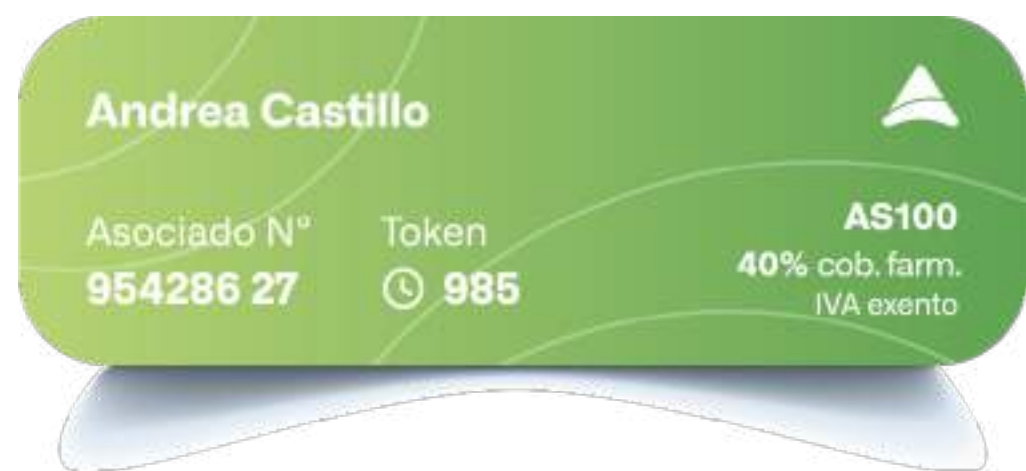 Andrea Castillo
Asociado N° Token
954286 27 985
AS100
40% cob. farm.
IVA exento